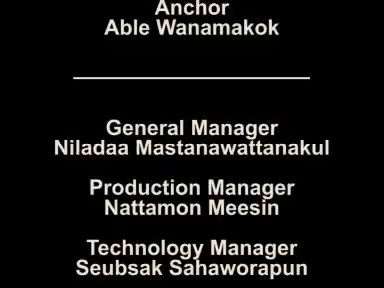 Anchor
Able Wanamakok
General Manager
Niladaa Mastanawattanakul
Production Manager
Nattamon Meesin
Technology Manager
Seubsak Sahaworapun